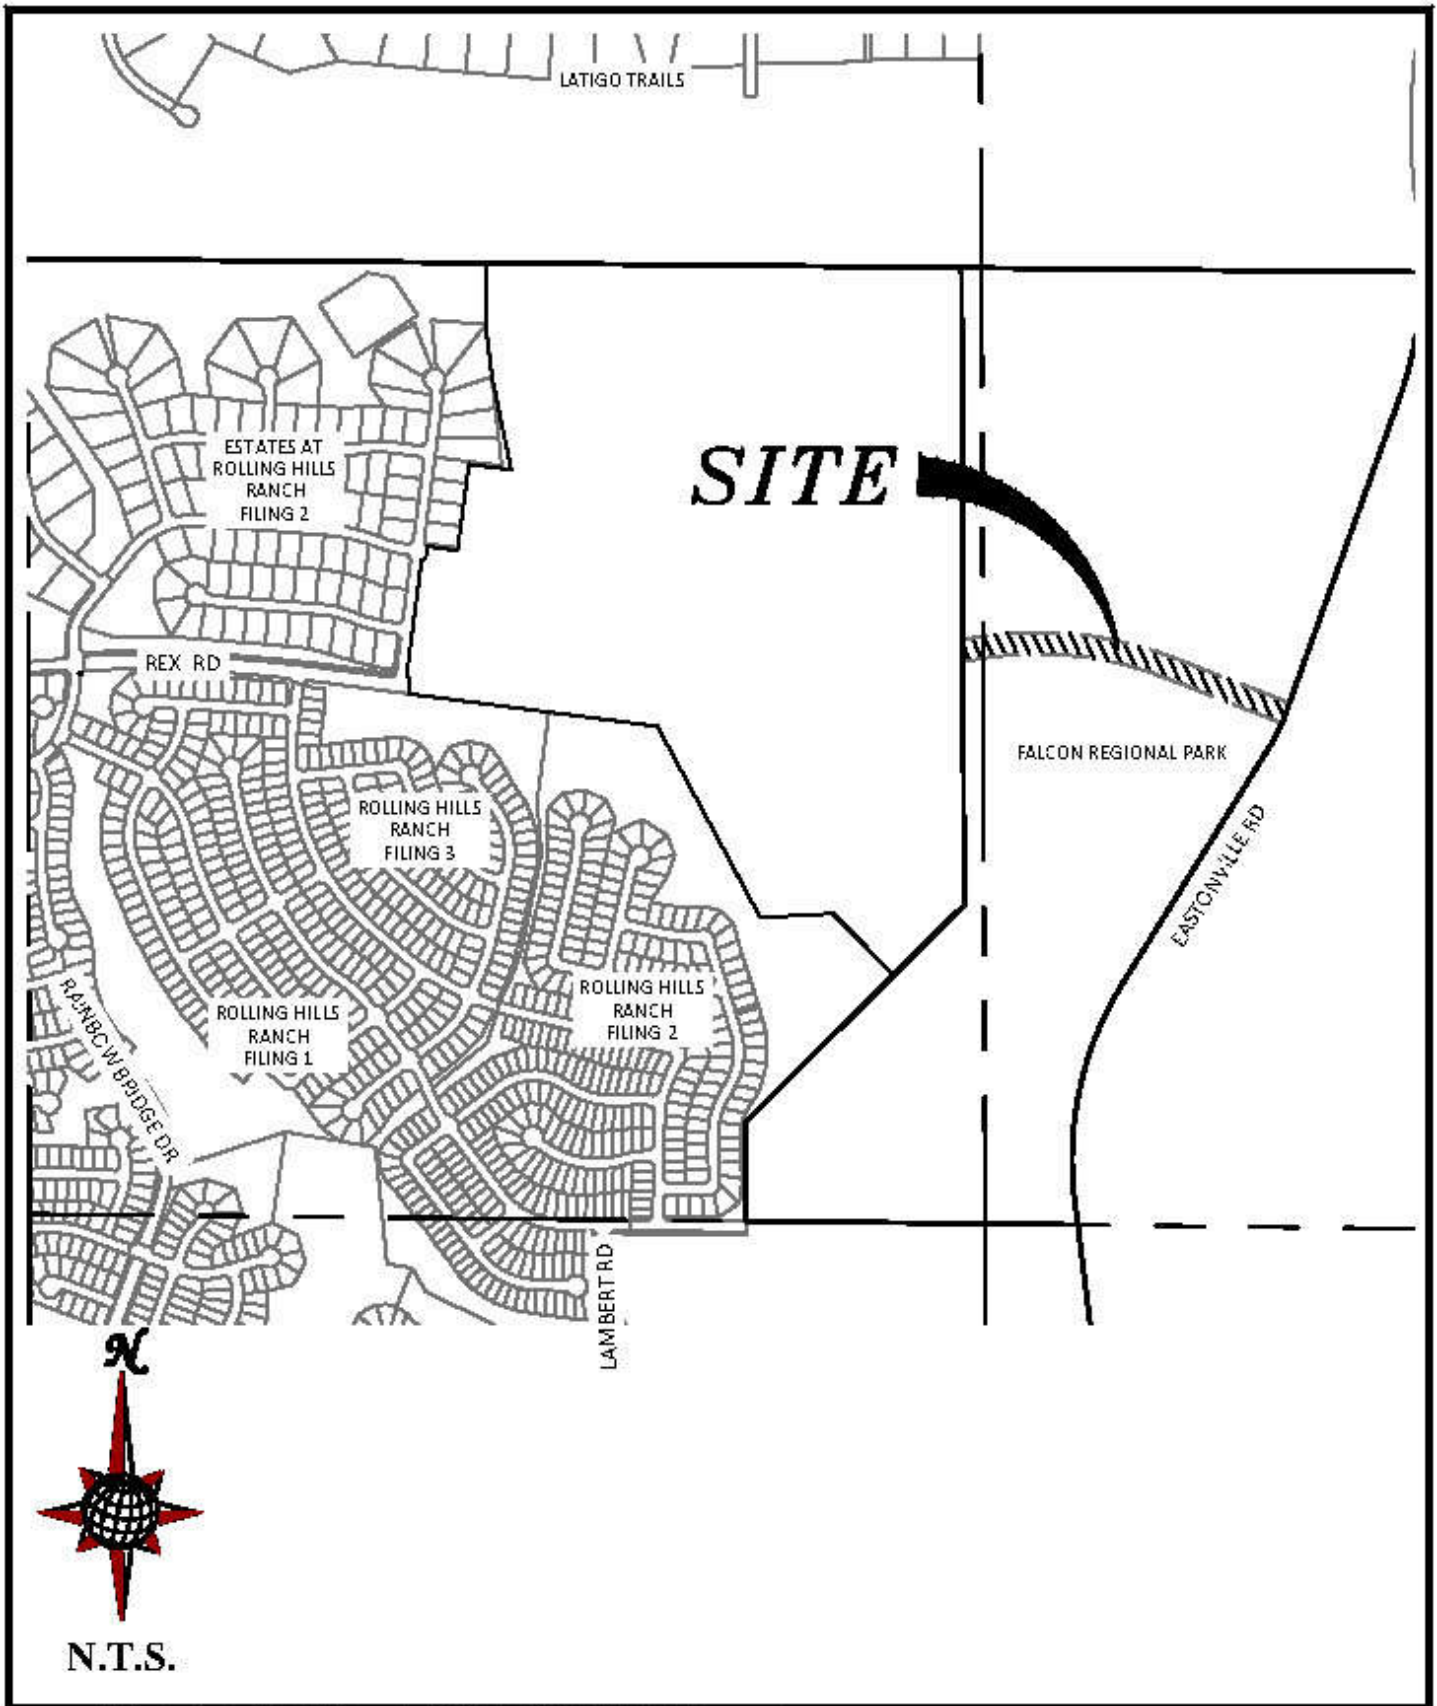 LATIGO TRAILS
ESTATES AT
ROLLING HILLS
RANCH
FILING 2
SITE
REX RD
FALCON REGIONAL PARK
ROLLING HILLS
RANCH
FILING 3
EASTONVILLE RD
ROLLING HILLS
RANCH
FILING 2
RAINBOW BRIDGE DR
ROLLING HILLS
RANCH
FILING 1
LAMBERT RD
N
N.T.S.